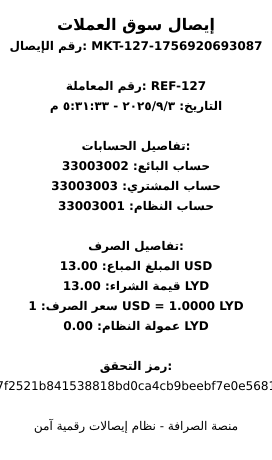 إيصال سوق العملات
رقم الإيصال: MKT-127-1756920693087
رقم المعاملة: REF-127
التاريخ: ٢٠٢٥/٩/٣ - ٥:٣١:٣٣ م
تفاصيل الحسابات:
حساب البائع: 33003002
حساب المشتري: 33003003
حساب النظام: 33003001
تفاصيل الصرف:
المبلغ المباع: 13.00 USD
قيمة الشراء: 13.00 LYD
سعر الصرف: 1 USD = 1.0000 LYD
عمولة النظام: 0.00 LYD
رمز التحقق:
7f2521b841538818bd0ca4cb9beebf7e0e5681
منصة الصرافة - نظام إيصالات رقمية آمن